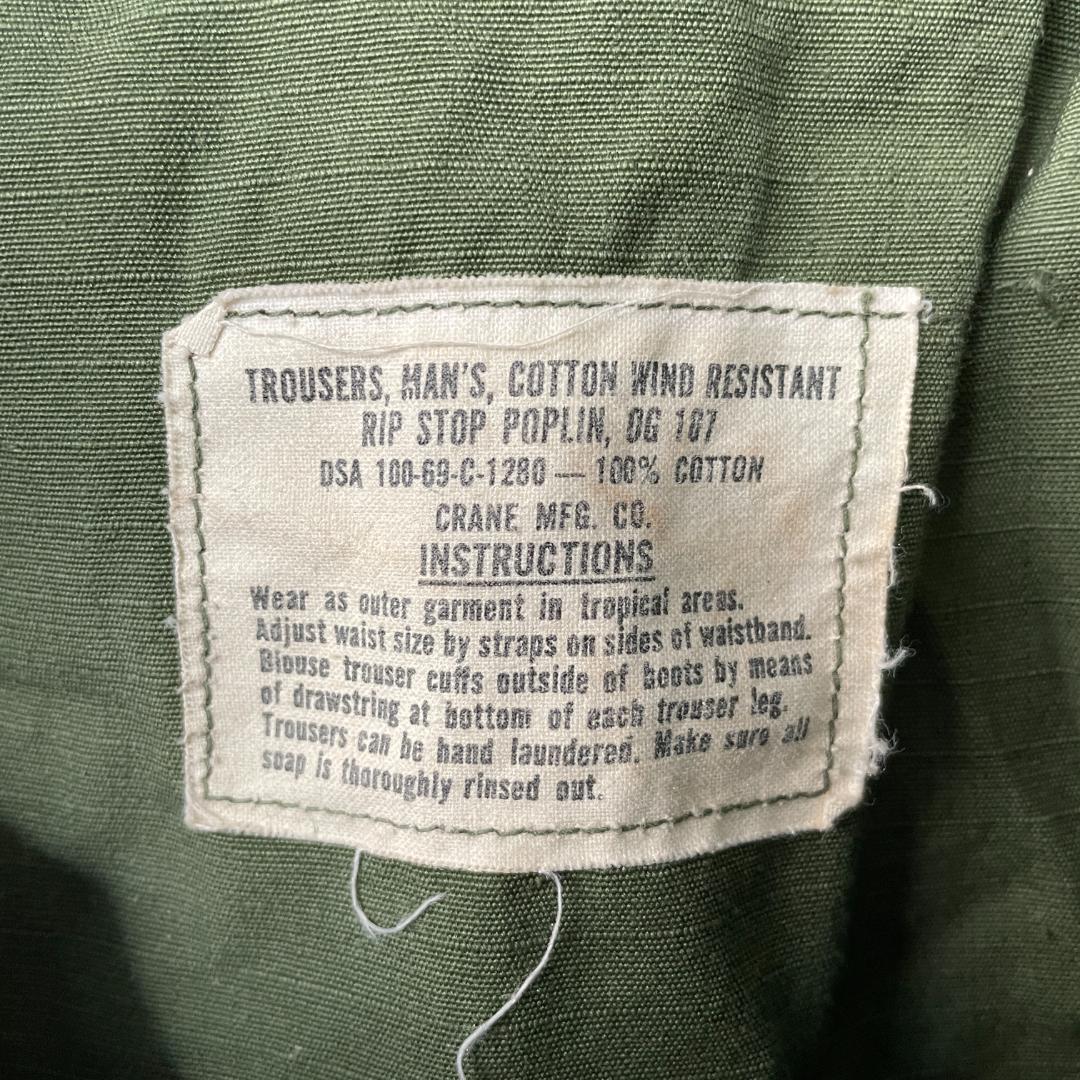 TROUSERS, MAN'S, COTTON WIND RESISTANT
RIP STOP POPLIN, OG 107
DSA 100-69-C-1280 — 100% COTTON
CRANE MFG. CO.
INSTRUCTIONS
Wear as outer garment in tropical areas.
Adjust waist size by straps on sides of waistband.
Blouse trouser cuffs outside of boots by means
of drawstring at bottom of each trouser leg.
Trousers can be hand laundered. Make sure all
soap is thoroughly rinsed out.